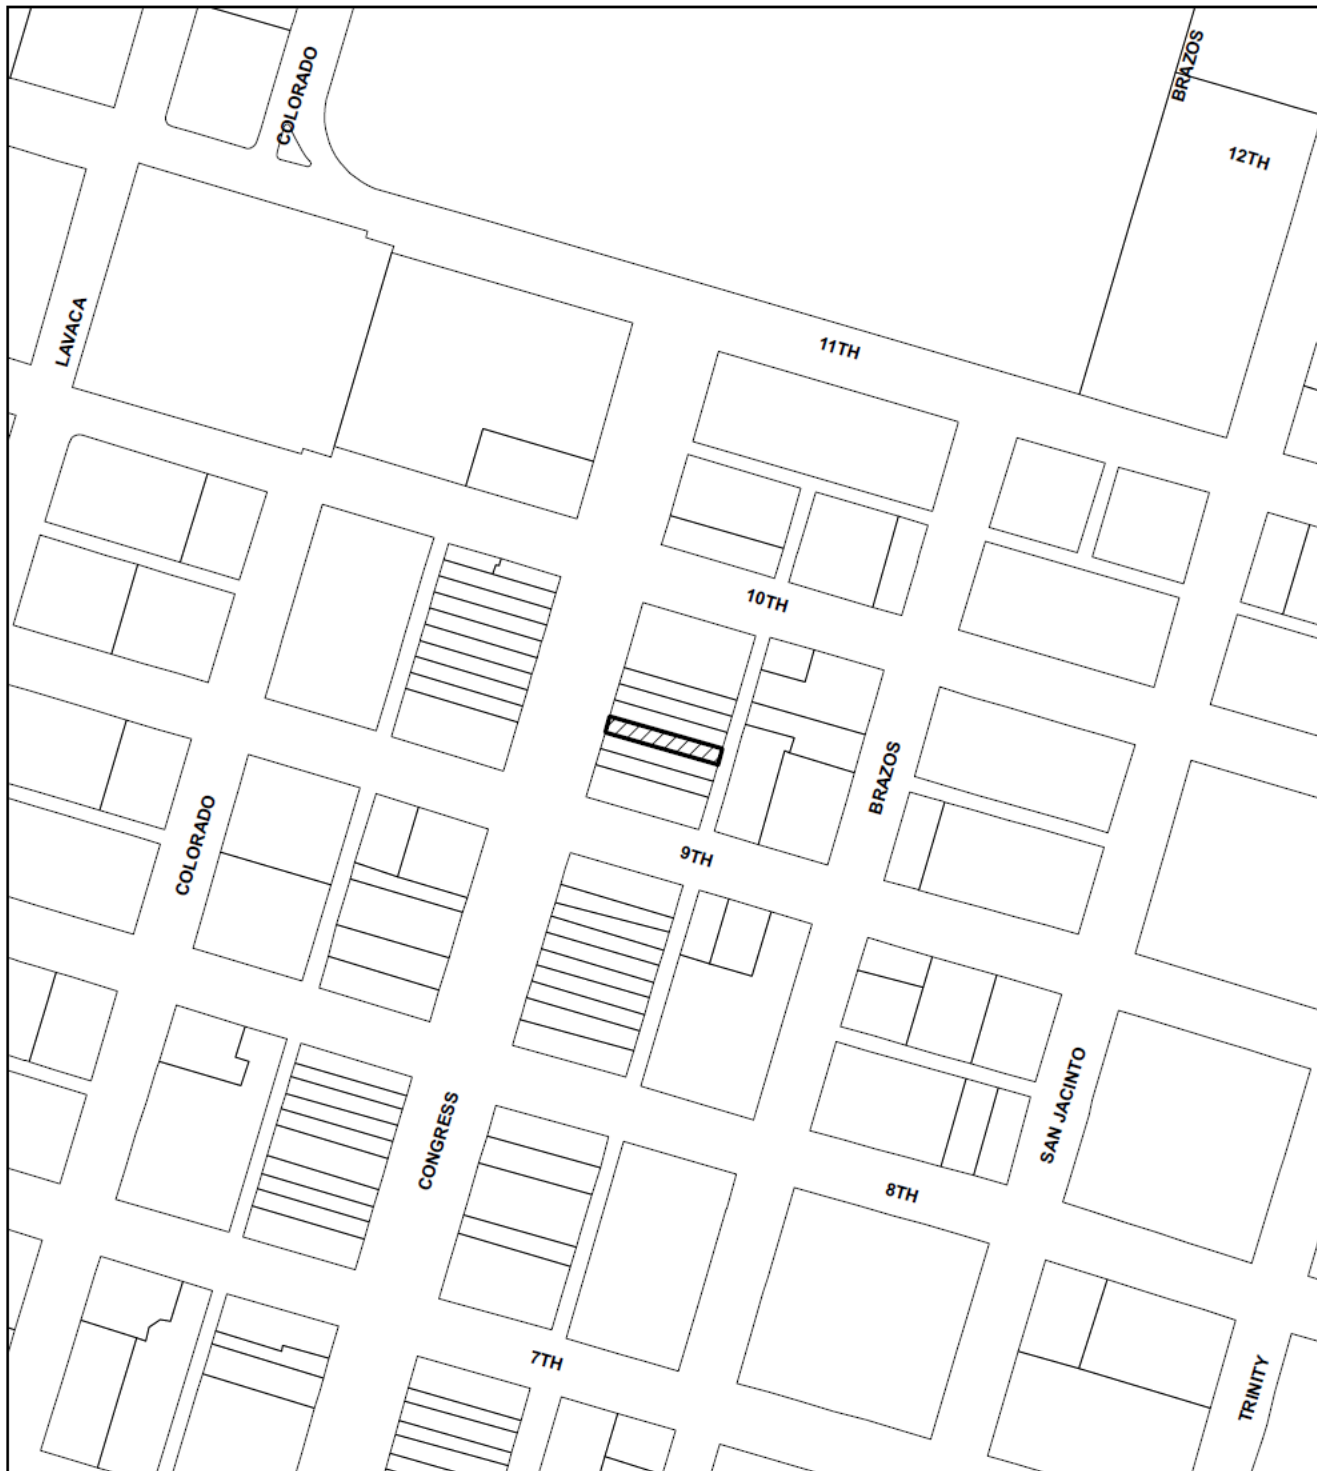 COLORADO
BRAZOS
12TH
LAVACA
11TH
10TH
BRAZOS
COLORADO
9TH
CONGRESS
SAN JACINTO
8TH
7TH
TRINITY